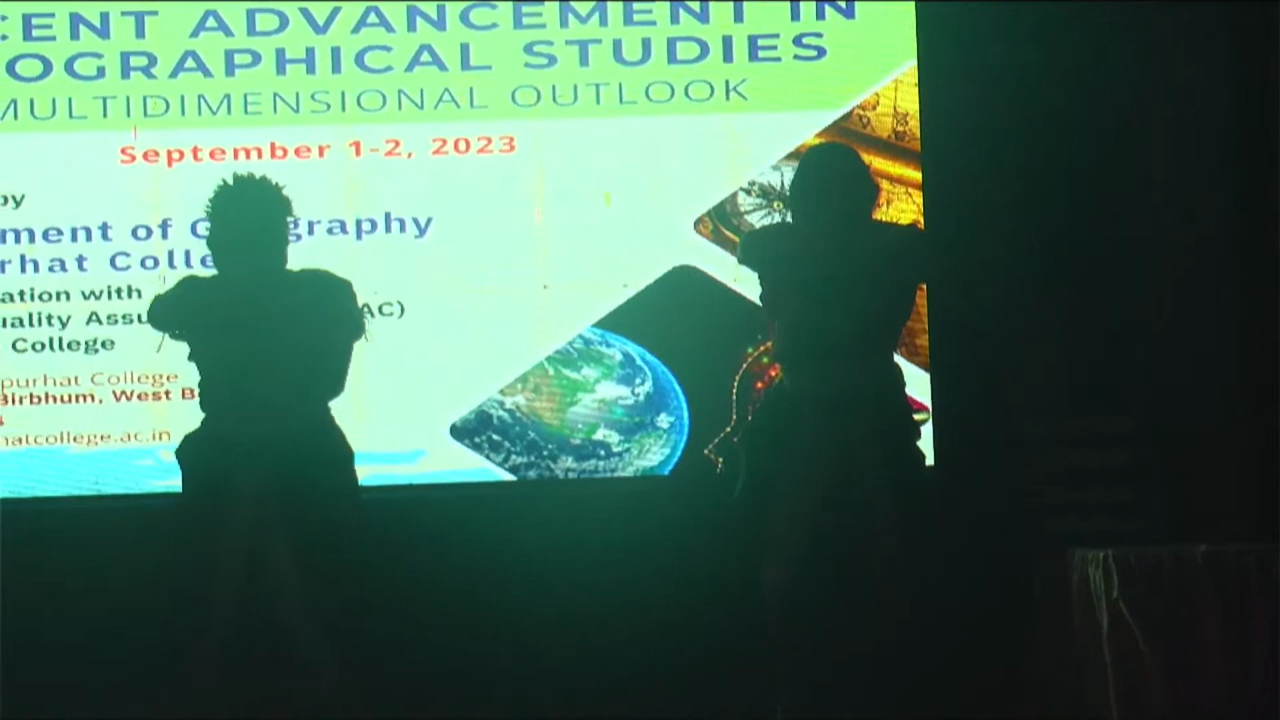 CENT ADVANCEMENT IN
OGRAPHICAL STUDIES
MULTIDIMENSIONAL OUTLOOK
September 1-2, 2023
by
ment of G graphy
rhat Colle
ation with
uality Assu AC)
College
purhat College
Birbhum, West B
hatcollege.ac.in